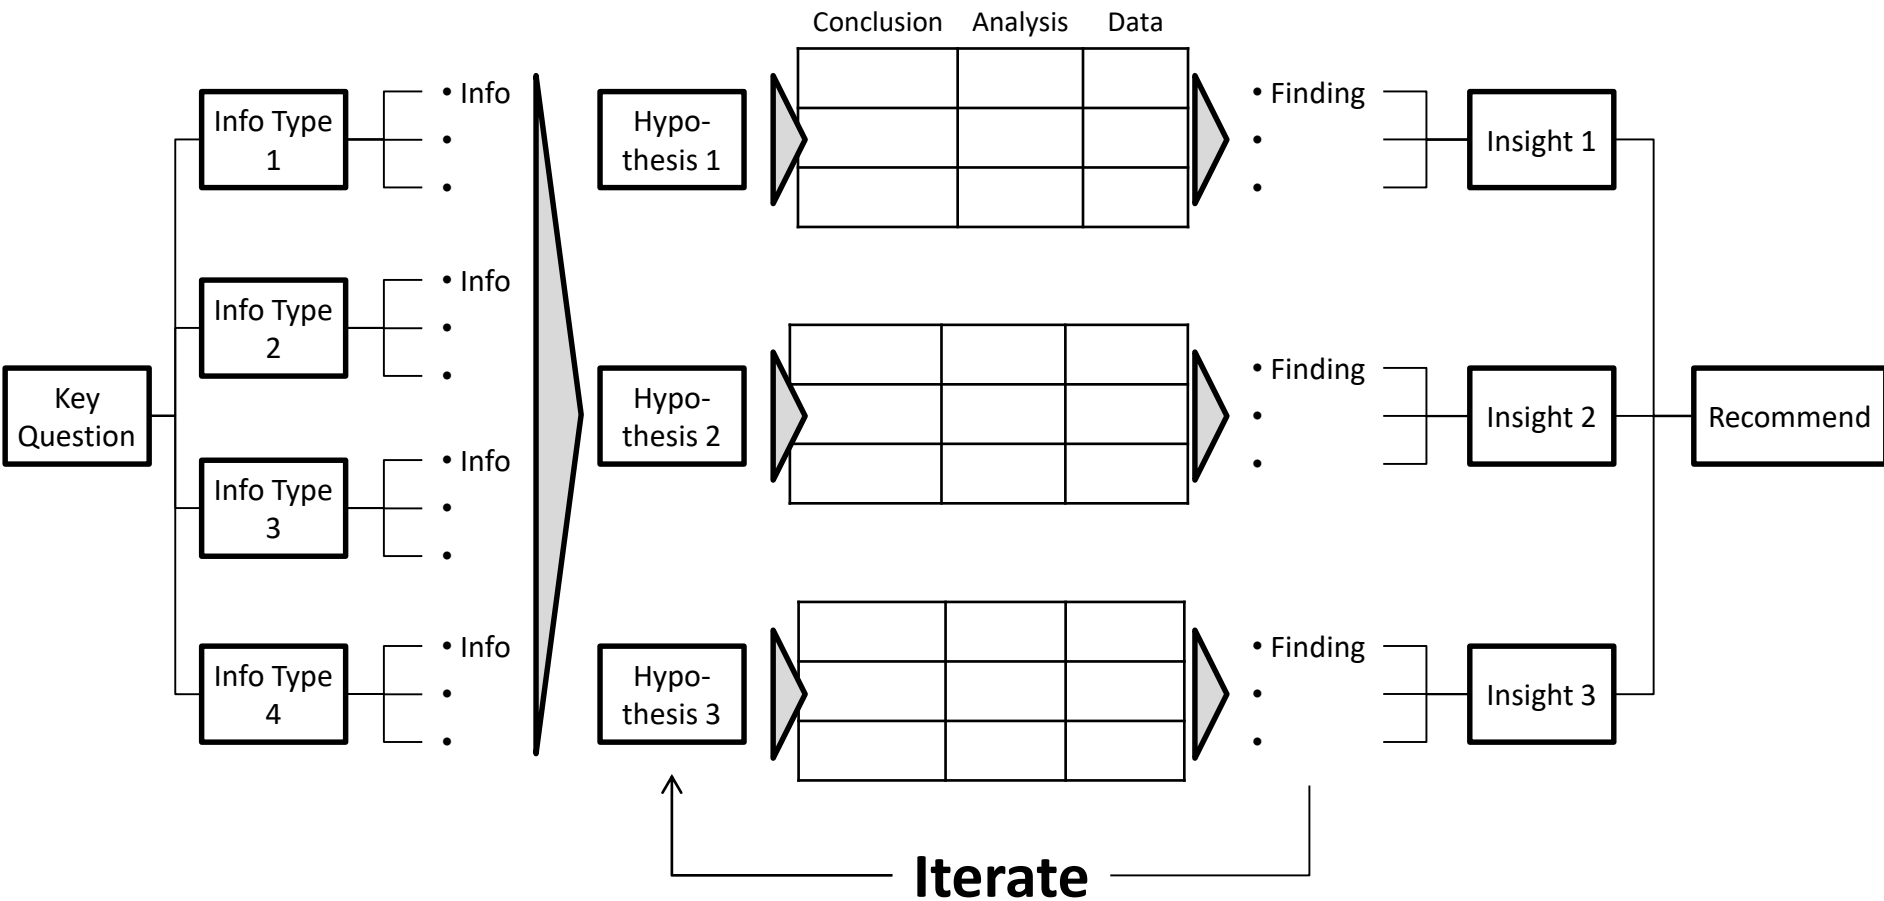 Conclusion Analysis Data
Key
Question
Info Type
1
• Info
•
•
Info Type
2
• Info
•
•
Info Type
3
• Info
•
•
Info Type
4
• Info
•
•
Hypo-
thesis 1
• Finding
•
•
Insight 1
Hypo-
thesis 2
• Finding
•
•
Insight 2
Hypo-
thesis 3
• Finding
•
•
Insight 3
Recommend
Iterate